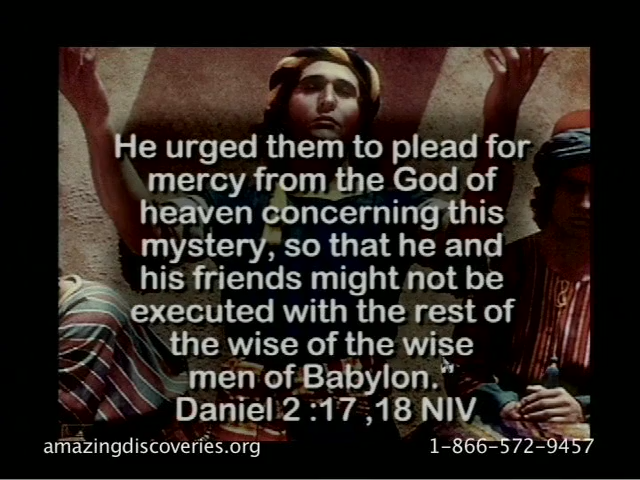 He urged them to plead for
mercy from the God of
heaven concerning this
mystery, so that he and
his friends might not be
executed with the rest of
the wise of the wise
men of Babylon."
Daniel 2 :17 ,18 NIV
amazingdiscoveries.org 1-866-572-9457